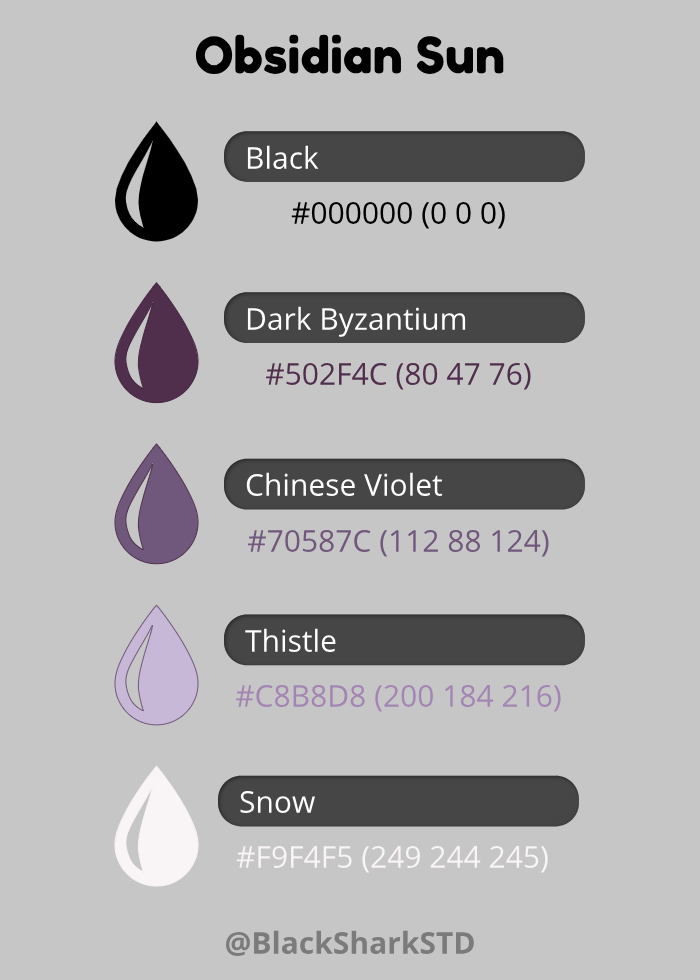 Obsidian Sun
Black
#000000 (0 0 0)
Dark Byzantium
#502F4C (80 47 76)
Chinese Violet
#70587C (112 88 124)
Thistle
#C8B8D8 (200 184 216)
Snow
#F9F4F5 (249 244 245)
@BlackSharkSTD